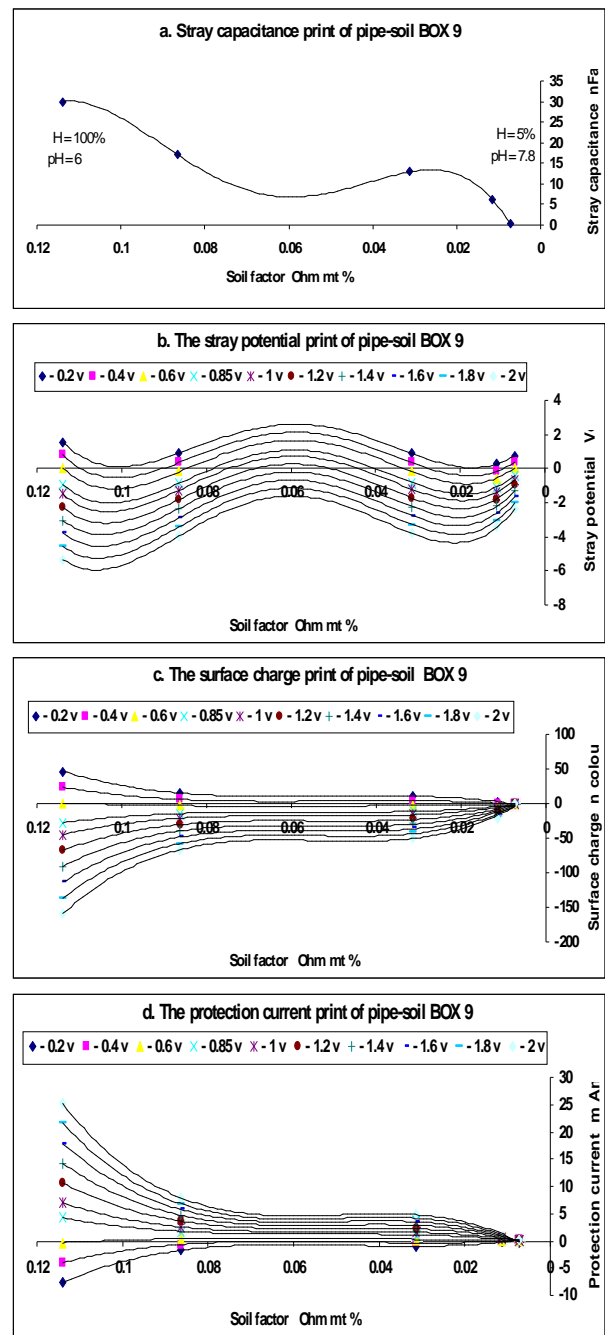 a. Stray capacitance print of pipe-soil BOX 9
35
30
25
20
15
10
5
0
Stray capacitance nFa
H=100%
pH=6
H=5%
pH=7.8
0.12 0.1 0.08 0.06 0.04 0.02 0
Soil factor Ohm mt %
b. The stray potential print of pipe-soil BOX 9
- 0.2 v - 0.4 v - 0.6 v - 0.85 v - 1 v - 1.2 v - 1.4 v - 1.6 v - 1.8 v - 2 v
4
2
0
-2
-4
-6
-8
Stray potential V
0.12 0.1 0.08 0.06 0.04 0.02 0
Soil factor Ohm mt %
c. The surface charge print of pipe-soil BOX 9
- 0.2 v - 0.4 v - 0.6 v - 0.85 v - 1 v - 1.2 v - 1.4 v - 1.6 v - 1.8 v - 2 v
100
50
0
-50
-100
-150
-200
Surface charge n colou
0.12 0.1 0.08 0.06 0.04 0.02 0
Soil factor Ohm mt %
d. The protection current print of pipe-soil BOX 9
- 0.2 v - 0.4 v - 0.6 v - 0.85 v - 1 v - 1.2 v - 1.4 v - 1.6 v - 1.8 v - 2 v
30
25
20
15
10
5
0
-5
-10
Protection current m Am
0.12 0.1 0.08 0.06 0.04 0.02 0
Soil factor Ohm mt %